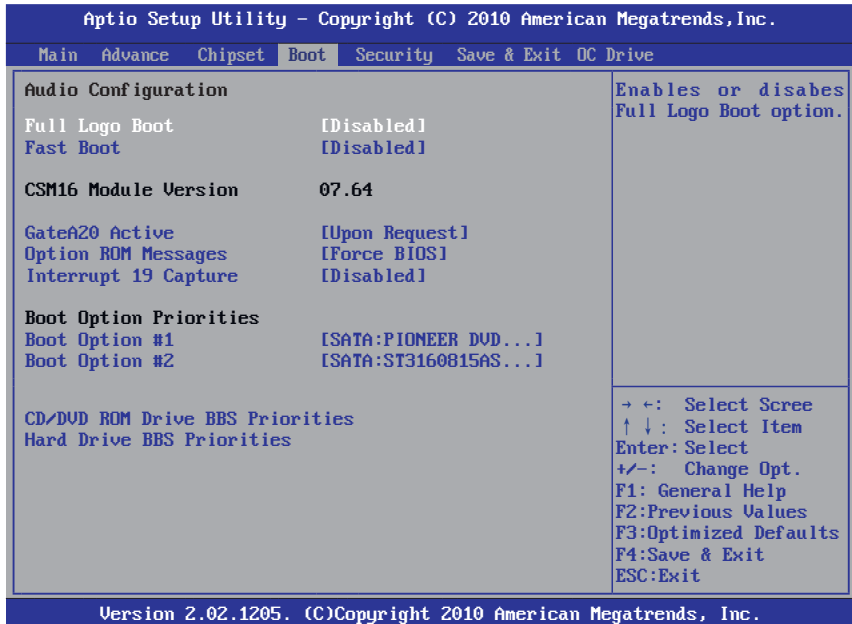 Aptio Setup Utility - Copyright (C) 2010 American Megatrends,Inc.
Main Advance Chipset Boot Security Save & Exit OC Drive
Audio Configuration
Full Logo Boot [Disabled]
Fast Boot [Disabled]
CSM16 Module Version 07.64
GateA20 Active [Upon Request]
Option ROM Messages [Force BIOS]
Interrupt 19 Capture [Disabled]
Boot Option Priorities
Boot Option #1 [SATA:PIONEER DVD...]
Boot Option #2 [SATA:ST3160815AS...]
CD/DVD ROM Drive BBS Priorities
Hard Drive BBS Priorities
Enables or disabes
Full Logo Boot option.
→ ←: Select Scree
↑ ↓: Select Item
Enter: Select
+/-: Change Opt.
F1: General Help
F2:Previous Values
F3:Optimized Defaults
F4:Save & Exit
ESC:Exit
Version 2.02.1205. (C)Copyright 2010 American Megatrends, Inc.